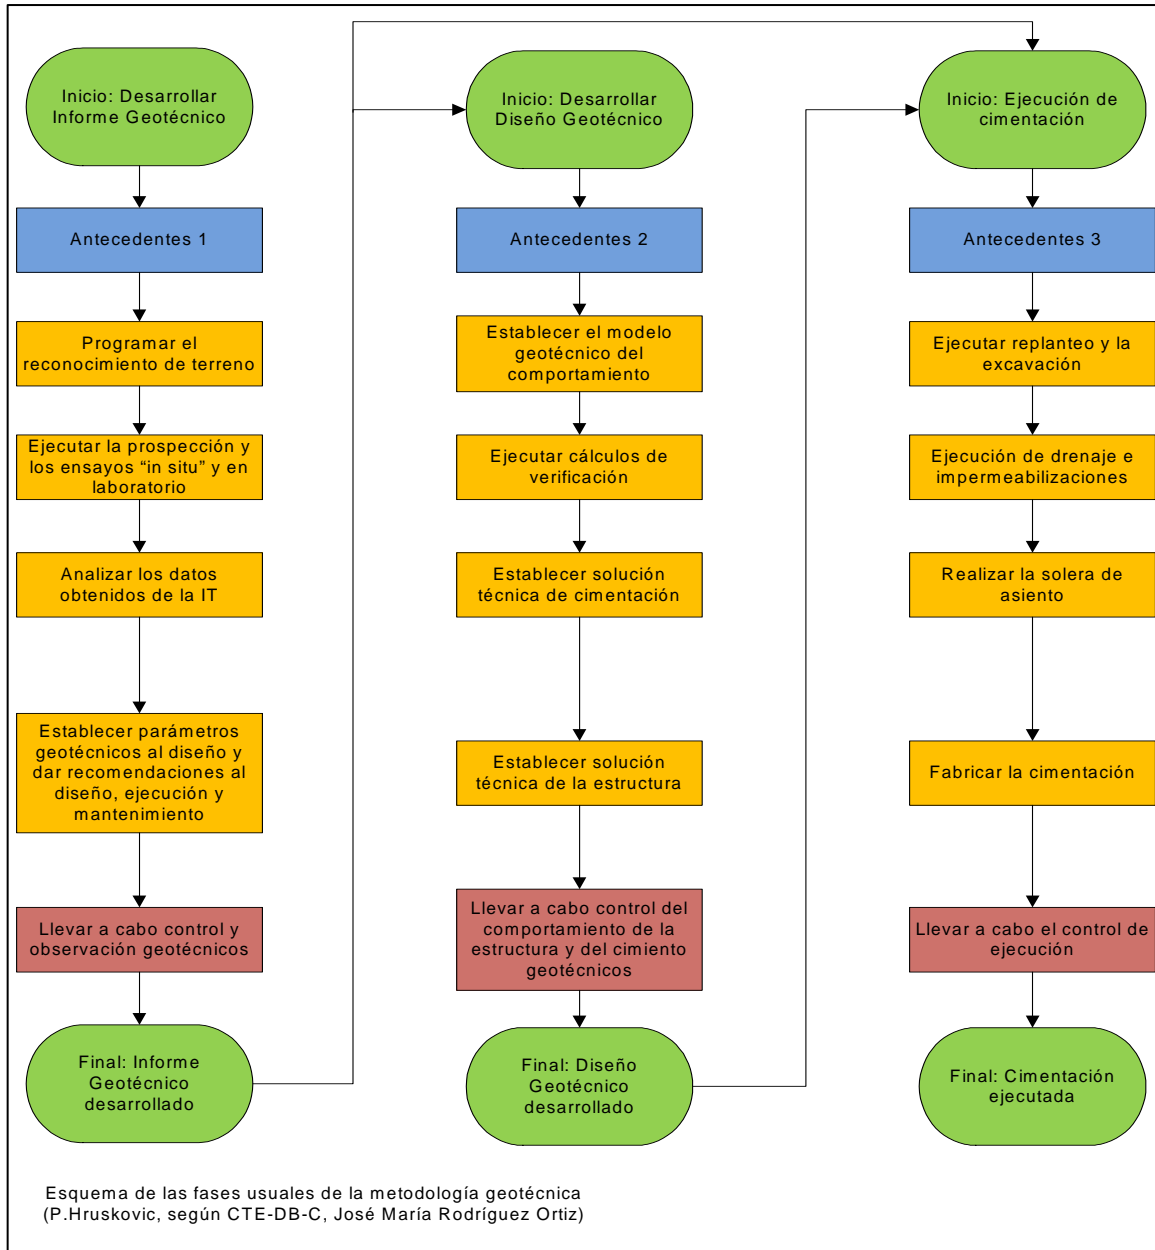 Inicio: Desarrollar
Informe Geotécnico
Antecedentes 1
Programar el
reconocimiento de terreno
Ejecutar la prospección y
los ensayos “in situ” y en
laboratorio
Analizar los datos
obtenidos de la IT
Establecer parámetros
geotécnicos al diseño y
dar recomendaciones al
diseño, ejecución y
mantenimiento
Llevar a cabo control y
observación geotécnicos
Final: Informe
Geotécnico
desarrollado
Inicio: Desarrollar
Diseño Geotécnico
Antecedentes 2
Establecer el modelo
geotécnico del
comportamiento
Ejecutar cálculos de
verificación
Establecer solución
técnica de cimentación
Establecer solución
técnica de la estructura
Llevar a cabo control del
comportamiento de la
estructura y del cimiento
geotécnicos
Final: Diseño
Geotécnico
desarrollado
Inicio: Ejecución de
cimentación
Antecedentes 3
Ejecutar replanteo y la
excavación
Ejecución de drenaje e
impermeabilizaciones
Realizar la solera de
asiento
Fabricar la cimentación
Llevar a cabo el control de
ejecución
Final: Cimentación
ejecutada
Esquema de las fases usuales de la metodología geotécnica
(P.Hruskovic, según CTE-DB-C, José María Rodríguez Ortiz)